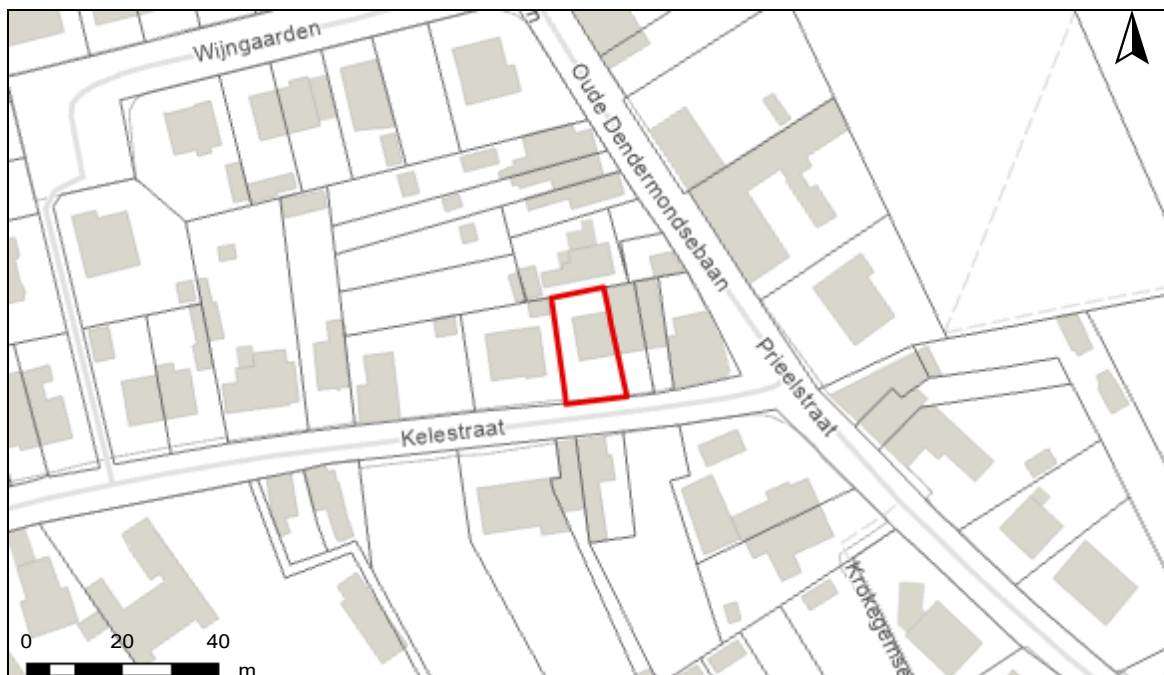 Wijngaarden
Oude Dendermondsebaan
Prieelstraat
Kelestraat
Krokegemse
0 20 40
m